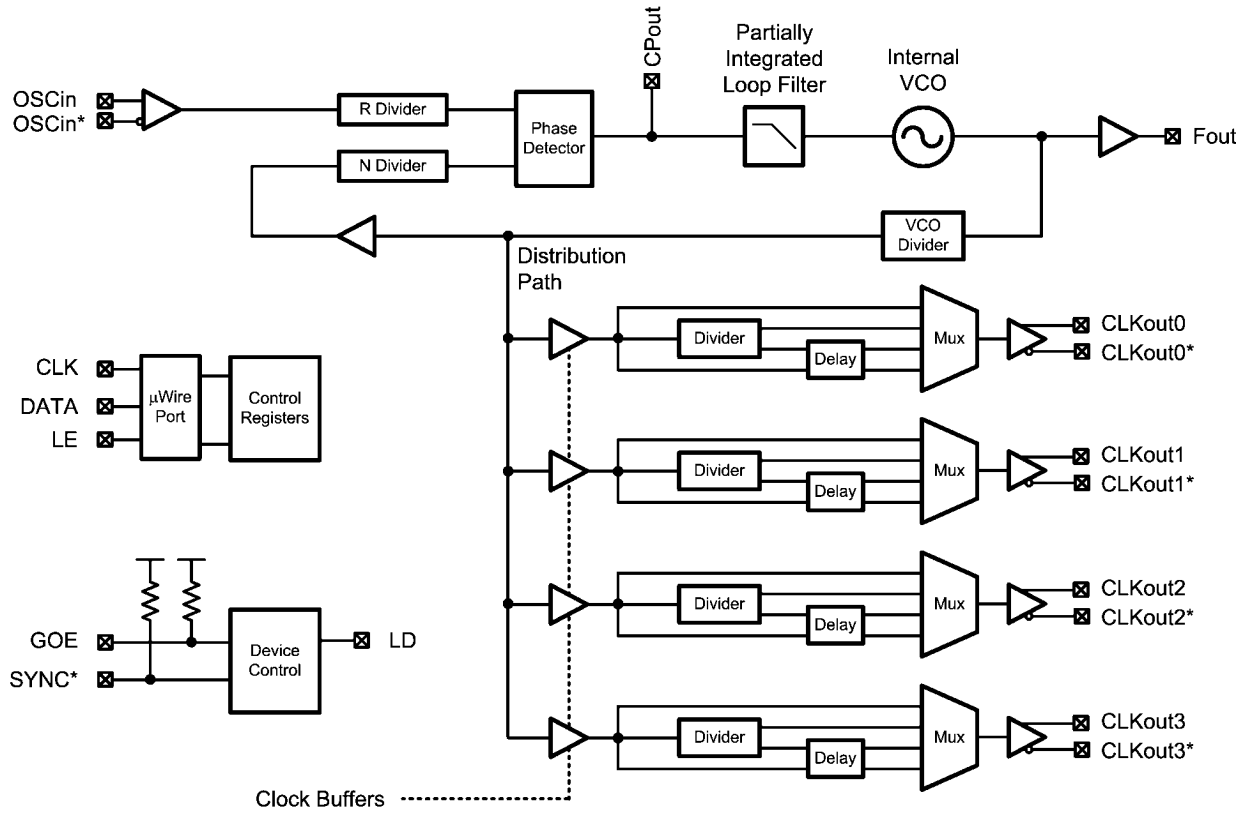 CPout
Partially
Integrated
Loop Filter
Internal
VCO
OSCin
OSCin*
R Divider
N Divider
Phase
Detector
Fout
VCO
Divider
Distribution
Path
Divider
Delay
Mux
CLKout0
CLKout0*
CLK
DATA
LE
μWire
Port
Control
Registers
Divider
Delay
Mux
CLKout1
CLKout1*
Divider
Delay
Mux
CLKout2
CLKout2*
GOE
SYNC*
Device
Control
LD
Divider
Delay
Mux
CLKout3
CLKout3*
Clock Buffers